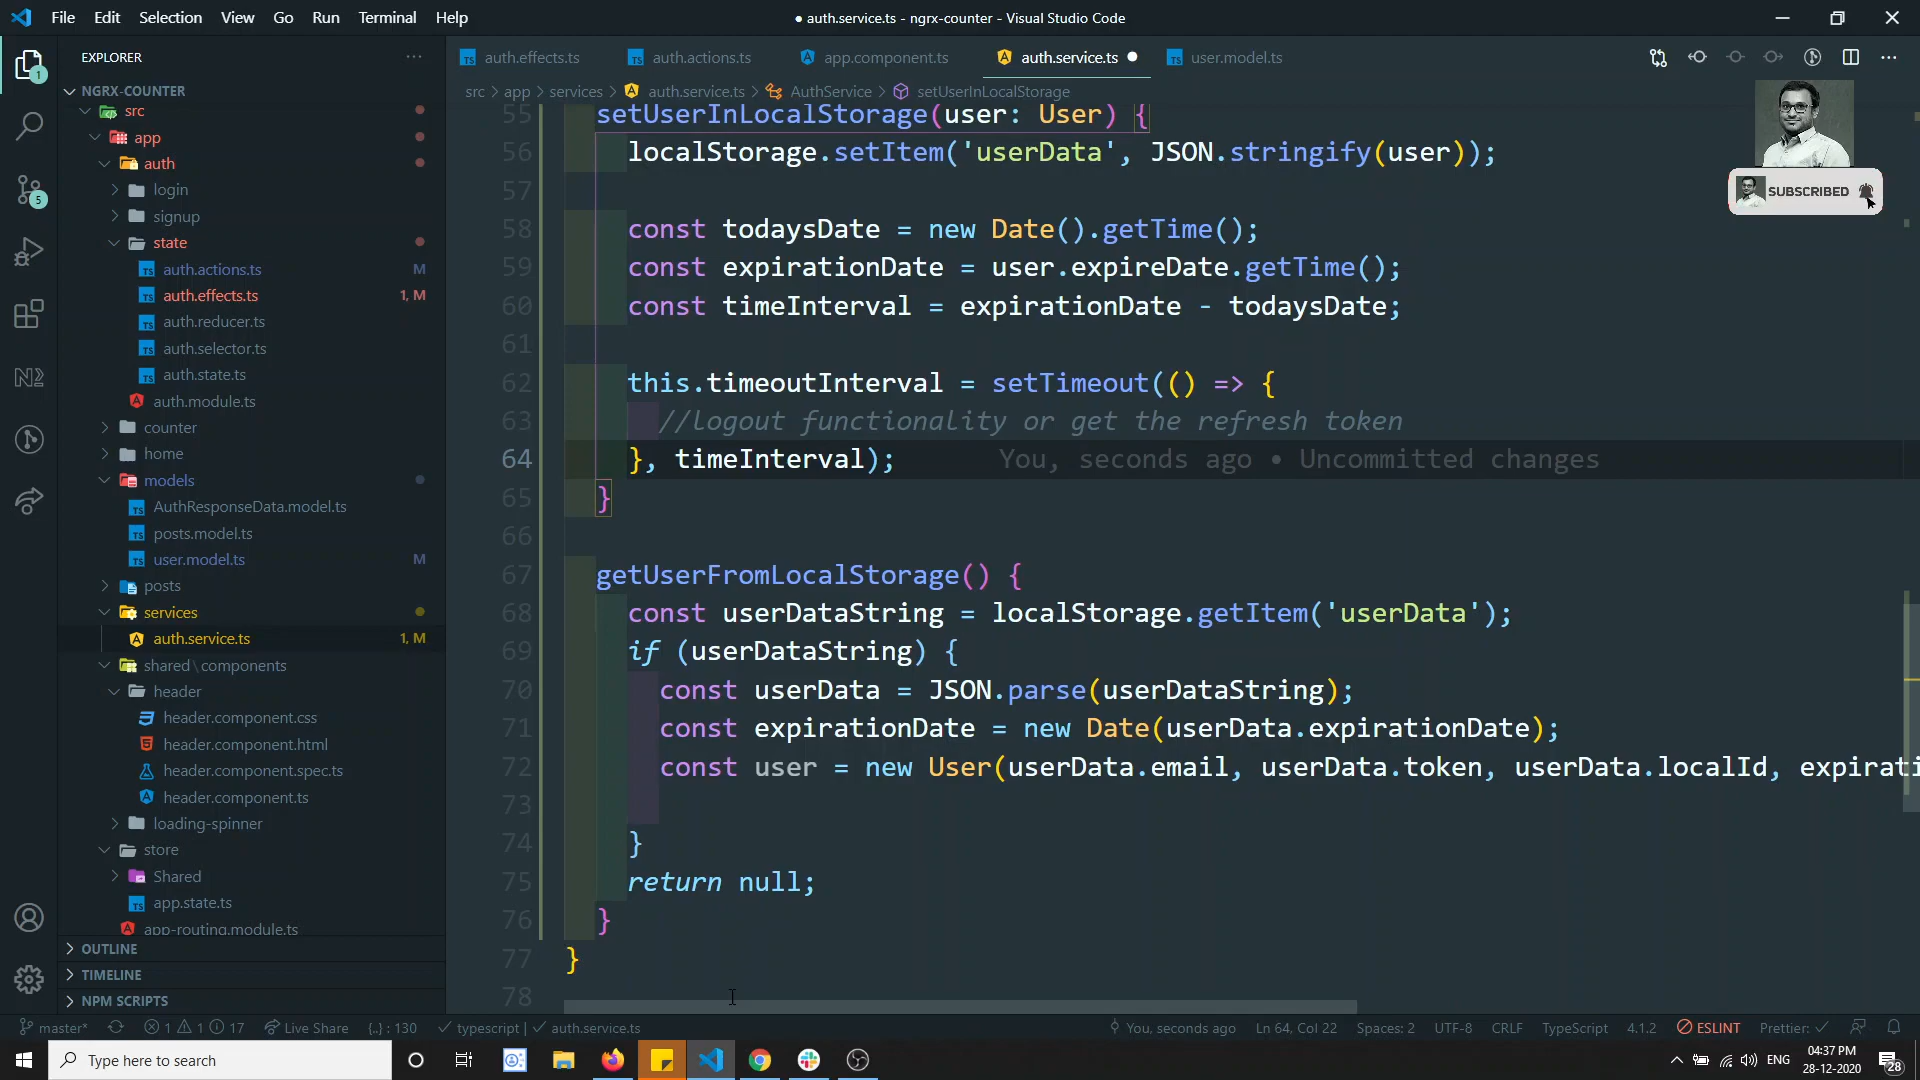 File Edit Selection View Go Run Terminal Help
● auth.service.ts - ngrx-counter - Visual Studio Code
EXPLORER
NGRX-COUNTER
src
app
auth
login
signup
state
auth.actions.ts M
auth.effects.ts 1, M
auth.reducer.ts
auth.selector.ts
auth.state.ts
auth.module.ts
counter
home
models
AuthResponseData.model.ts
posts.model.ts
user.model.ts M
posts
services
auth.service.ts 1, M
shared \ components
header
header.component.css
header.component.html
header.component.spec.ts
header.component.ts
loading-spinner
store
Shared
app.state.ts
app-routing.module.ts
OUTLINE
TIMELINE
NPM SCRIPTS
1
5
auth.effects.ts auth.actions.ts app.component.ts auth.service.ts ● user.model.ts
src > app > services > auth.service.ts > AuthService > setUserInLocalStorage
SUBSCRIBED
55 setUserInLocalStorage(user: User) {
56 localStorage.setItem('userData', JSON.stringify(user));
57
58 const todaysDate = new Date().getTime();
59 const expirationDate = user.expireDate.getTime();
60 const timeInterval = expirationDate - todaysDate;
61
62 this.timeoutInterval = setTimeout(() => {
63 //logout functionality or get the refresh token
64 }, timeInterval); You, seconds ago • Uncommitted changes
65 }
66
67 getUserFromLocalStorage() {
68 const userDataString = localStorage.getItem('userData');
69 if (userDataString) {
70 const userData = JSON.parse(userDataString);
71 const expirationDate = new Date(userData.expirationDate);
72 const user = new User(userData.email, userData.token, userData.localId, expirati
73
74 }
75 return null;
76 }
77 }
78
master* 1 1 17 Live Share {..} : 130 typescript | auth.service.ts
You, seconds ago Ln 64, Col 22 Spaces: 2 UTF-8 CRLF TypeScript 4.1.2 ESLINT Prettier: ✓
Type here to search
ENG
04:37 PM
28-12-2020
28